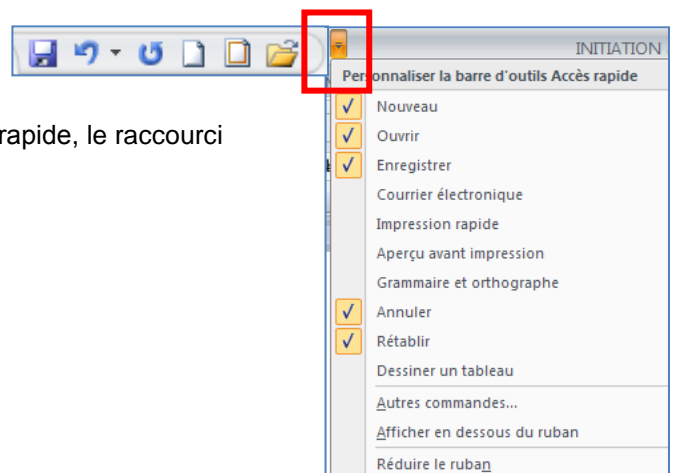 INITIATION
Personnaliser la barre d'outils Accès rapide
Nouveau
rapide, le raccourci
Ouvrir
Enregistrer
Courrier électronique
Impression rapide
Aperçu avant impression
Grammaire et orthographe
Annuler
Rétablir
Dessiner un tableau
Autres commandes...
Afficher en dessous du ruban
Réduire le ruban